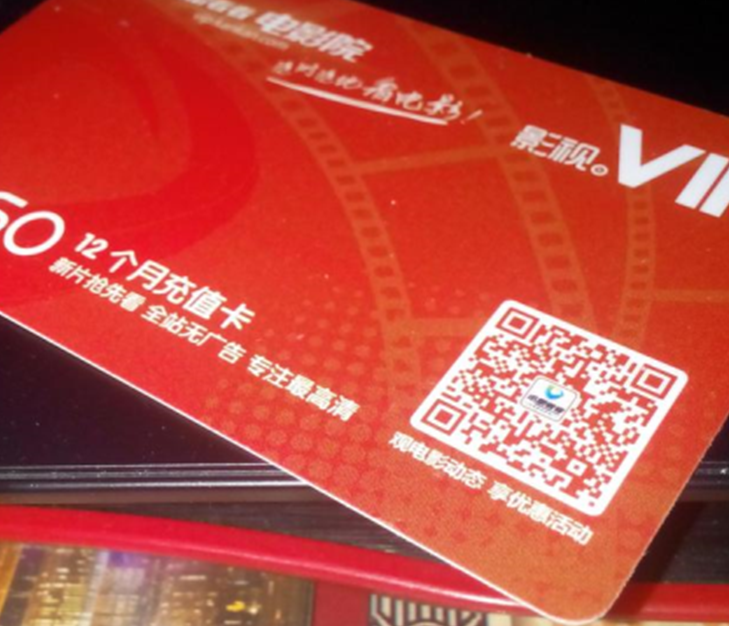 电影院
随时随地看电影!
影视 VI
60
12个月充值卡
新片抢先看 全站无广告 专注最高清
观电影动态 享优惠活动